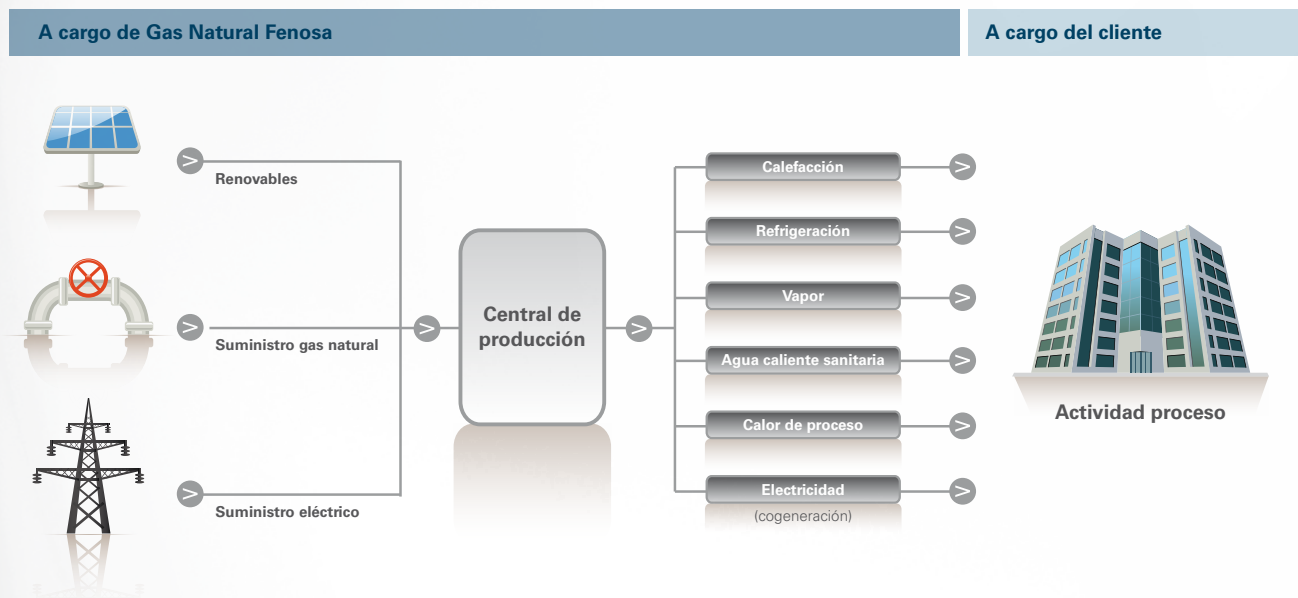 A cargo de Gas Natural Fenosa
A cargo del cliente
Renovables
Suministro gas natural
Suministro eléctrico
Central de
producción
Calefacción
Refrigeración
Vapor
Agua caliente sanitaria
Calor de proceso
Electricidad
(cogeneración)
Actividad proceso